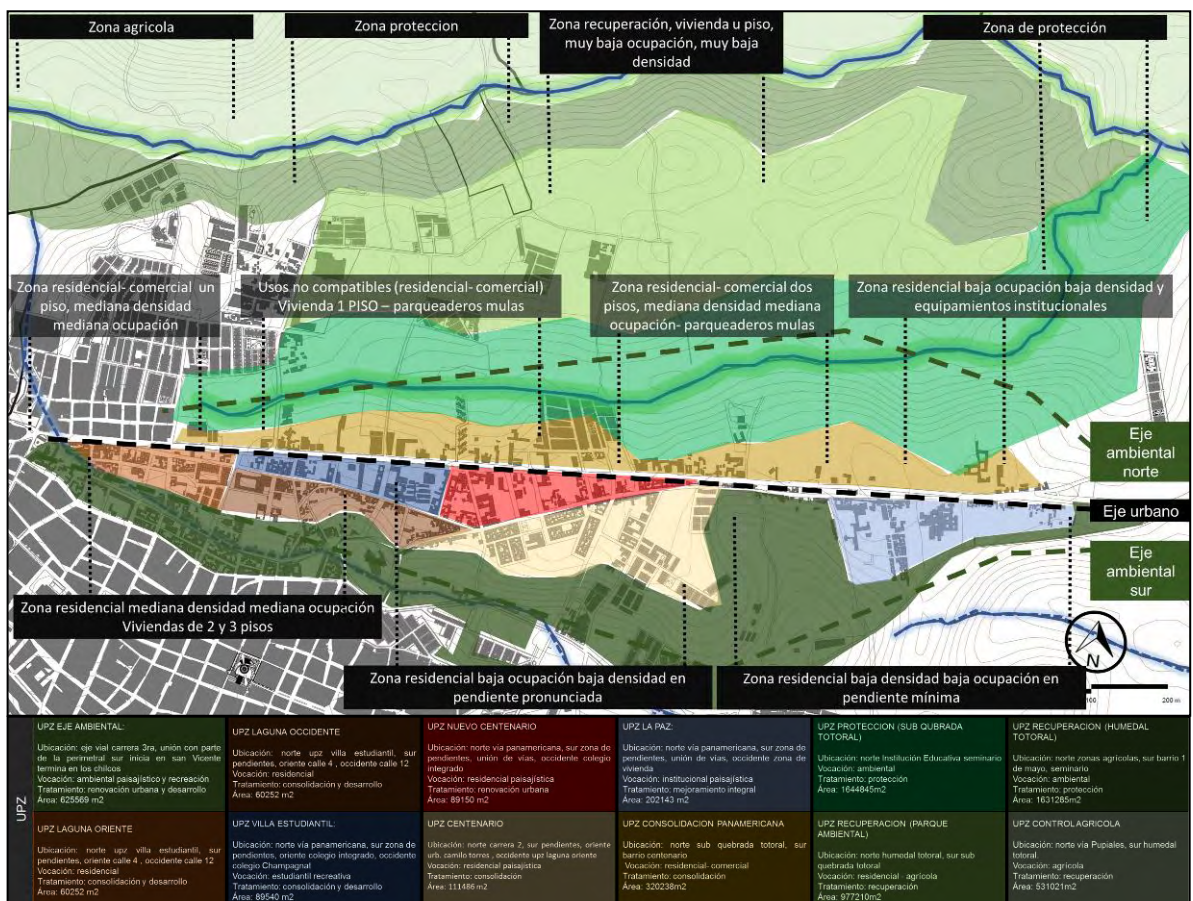 Zona agricola
Zona proteccion
Zona recuperación, vivienda u piso,
muy baja ocupación, muy baja
densidad
Zona de protección
Zona residencial- comercial un
piso, mediana densidad
mediana ocupación
Usos no compatibles (residencial- comercial)
Vivienda 1 PISO – parqueaderos mulas
Zona residencial- comercial dos
pisos, mediana densidad mediana
ocupación- parqueaderos mulas
Zona residencial baja ocupación baja densidad y
equipamientos institucionales
Eje
ambiental
norte
Eje urbano
Eje
ambiental
sur
Zona residencial mediana densidad mediana ocupación
Viviendas de 2 y 3 pisos
Zona residencial baja ocupación baja densidad en
pendiente pronunciada
Zona residencial baja densidad baja ocupación en
pendiente mínima
N
100
200 m
UPZ
UPZ EJE AMBIENTAL:
Ubicación: eje vial carrera 3ra, unión con parte
de la perimetral sur inicia en san Vicente
termina en los chilcos
Vocación: ambiental paisajístico y recreación
Tratamiento: renovación urbana y desarrollo
Área: 625569 m2
UPZ LAGUNA OCCIDENTE
Ubicación: norte upz villa estudiantil, sur
pendientes, oriente calle 4 , occidente calle 12
Vocación: residencial
Tratamiento: consolidación y desarrollo
Área: 60252 m2
UPZ NUEVO CENTENARIO
Ubicación: norte vía panamericana, sur zona de
pendientes, unión de vías, occidente colegio
integrado
Vocación: residencial paisajística
Tratamiento: renovación urbana
Área: 89150 m2
UPZ LA PAZ:
Ubicación: norte vía panamericana, sur zona de
pendientes, unión de vías, occidente zona de
vivienda
Vocación: institucional paisajística
Tratamiento: mejoramiento integral
Área: 202143 m2
UPZ PROTECCION (SUB QUBRADA
TOTORAL)
Ubicación: norte Institución Educativa seminario
Vocación: ambiental
Tratamiento: protección
Área: 1644845m2
UPZ RECUPERACION (HUMEDAL
TOTORAL)
Ubicación: norte zonas agrícolas, sur barrio 1
de mayo, seminario
Vocación: ambiental
Tratamiento: protección
Área: 1631285m2
UPZ LAGUNA ORIENTE
Ubicación: norte upz villa estudiantil, sur
pendientes, oriente calle 4 , occidente calle 12
Vocación: residencial
Tratamiento: consolidación y desarrollo
Área: 60252 m2
UPZ VILLA ESTUDIANTIL:
Ubicación: norte vía panamericana, sur zona de
pendientes, oriente colegio integrado, occidente
colegio Champagnat
Vocación: estudiantil recreativa
Tratamiento: consolidación y desarrollo
Área: 89540 m2
UPZ CENTENARIO
Ubicación: norte carrera 2, sur pendientes, oriente
urb. camilo torres , occidente upz laguna oriente
Vocación: residencial paisajística
Tratamiento: consolidación
Área: 111486 m2
UPZ CONSOLIDACION PANAMERICANA
Ubicación: norte sub quebrada totoral, sur
barrio centenario
Vocación: residencial- comercial
Tratamiento: consolidación
Área: 320238m2
UPZ RECUPERACION (PARQUE
AMBIENTAL)
Ubicación: norte humedal totoral, sur sub
quebrada totoral
Vocación: residencial - agrícola
Tratamiento: recuperación
Área: 977210m2
UPZ CONTROLAGRICOLA
Ubicación: norte vía Pupiales, sur humedal
totoral.
Vocación: agrícola
Tratamiento: recuperación
Área: 531021m2